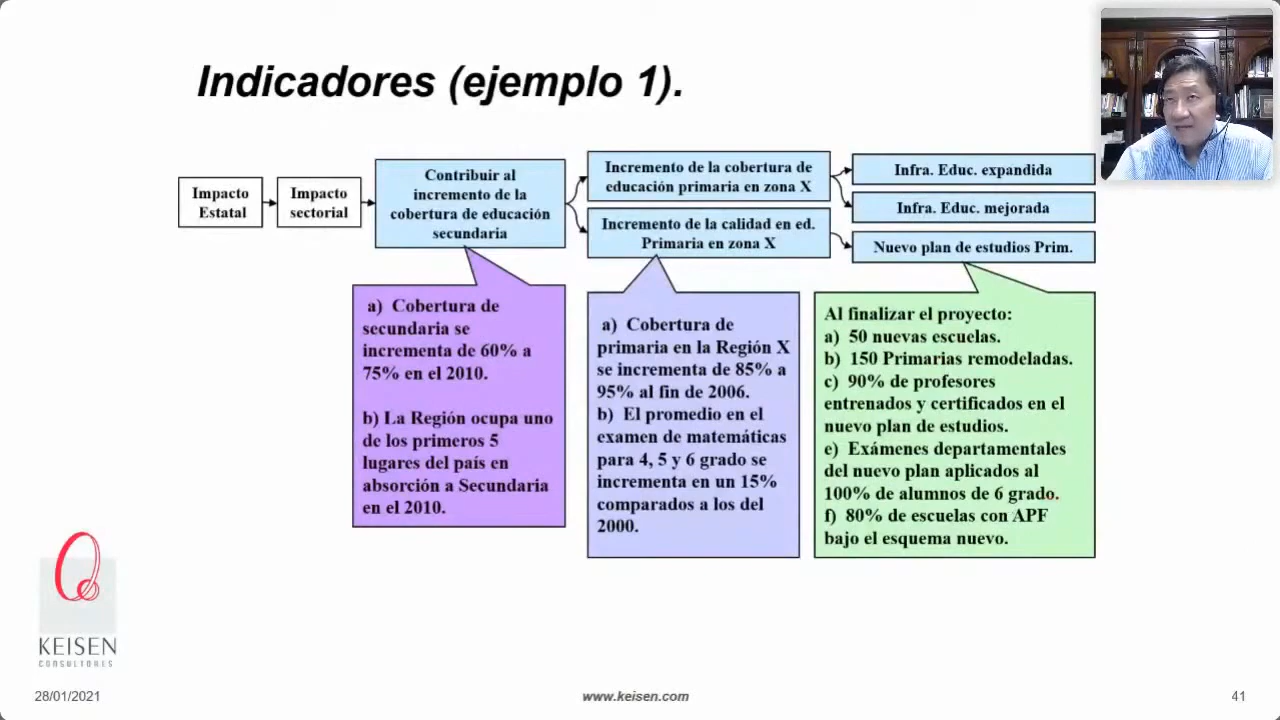 Indicadores (ejemplo 1).
Impacto
Estatal
Impacto
sectorial
Contribuir al
incremento de la
cobertura de educación
secundaria
Incremento de la cobertura de
educación primaria en zona X
Incremento de la calidad en ed.
Primaria en zona X
Infra. Educ. expandida
Infra. Educ. mejorada
Nuevo plan de estudios Prim.
a) Cobertura de
secundaria se
incrementa de 60% a
75% en el 2010.
b) La Región ocupa uno
de los primeros 5
lugares del país en
absorción a Secundaria
en el 2010.
a) Cobertura de
primaria en la Región X
se incrementa de 85% a
95% al fin de 2006.
b) El promedio en el
examen de matemáticas
para 4, 5 y 6 grado se
incrementa en un 15%
comparados a los del
2000.
Al finalizar el proyecto:
a) 50 nuevas escuelas.
b) 150 Primarias remodeladas.
c) 90% de profesores
entrenados y certificados en el
nuevo plan de estudios.
e) Exámenes departamentales
del nuevo plan aplicados al
100% de alumnos de 6 grado.
f) 80% de escuelas con APF
bajo el esquema nuevo.
KEISEN
CONSULTORES
28/01/2021
www.keisen.com
41